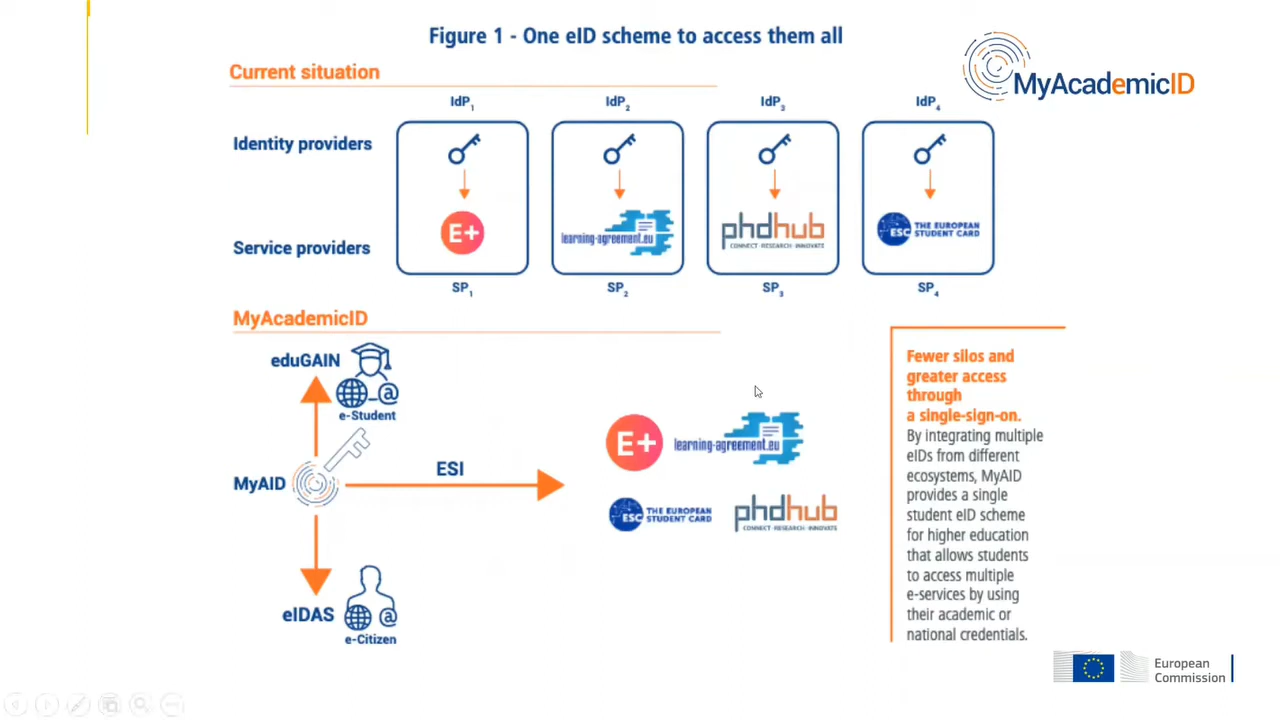 Figure 1 - One eID scheme to access them all
MyAcademicID
Current situation
IdP1
IdP2
IdP3
IdP4
Identity providers
Service providers
E+
learning-agreement.eu
phdhub
CONNECT · RESEARCH · INNOVATE
ESC THE EUROPEAN
STUDENT CARD
SP1
SP2
SP3
SP4
MyAcademicID
eduGAIN
@
e-Student
MyAID
ESI
eIDAS
@
e-Citizen
E+
learning-agreement.eu
ESC THE EUROPEAN
STUDENT CARD
phdhub
CONNECT · RESEARCH · INNOVATE
Fewer silos and
greater access
through
a single-sign-on.
By integrating multiple
eIDs from different
ecosystems, MyAID
provides a single
student eID scheme
for higher education
that allows students
to access multiple
e-services by using
their academic or
national credentials.
European
Commission